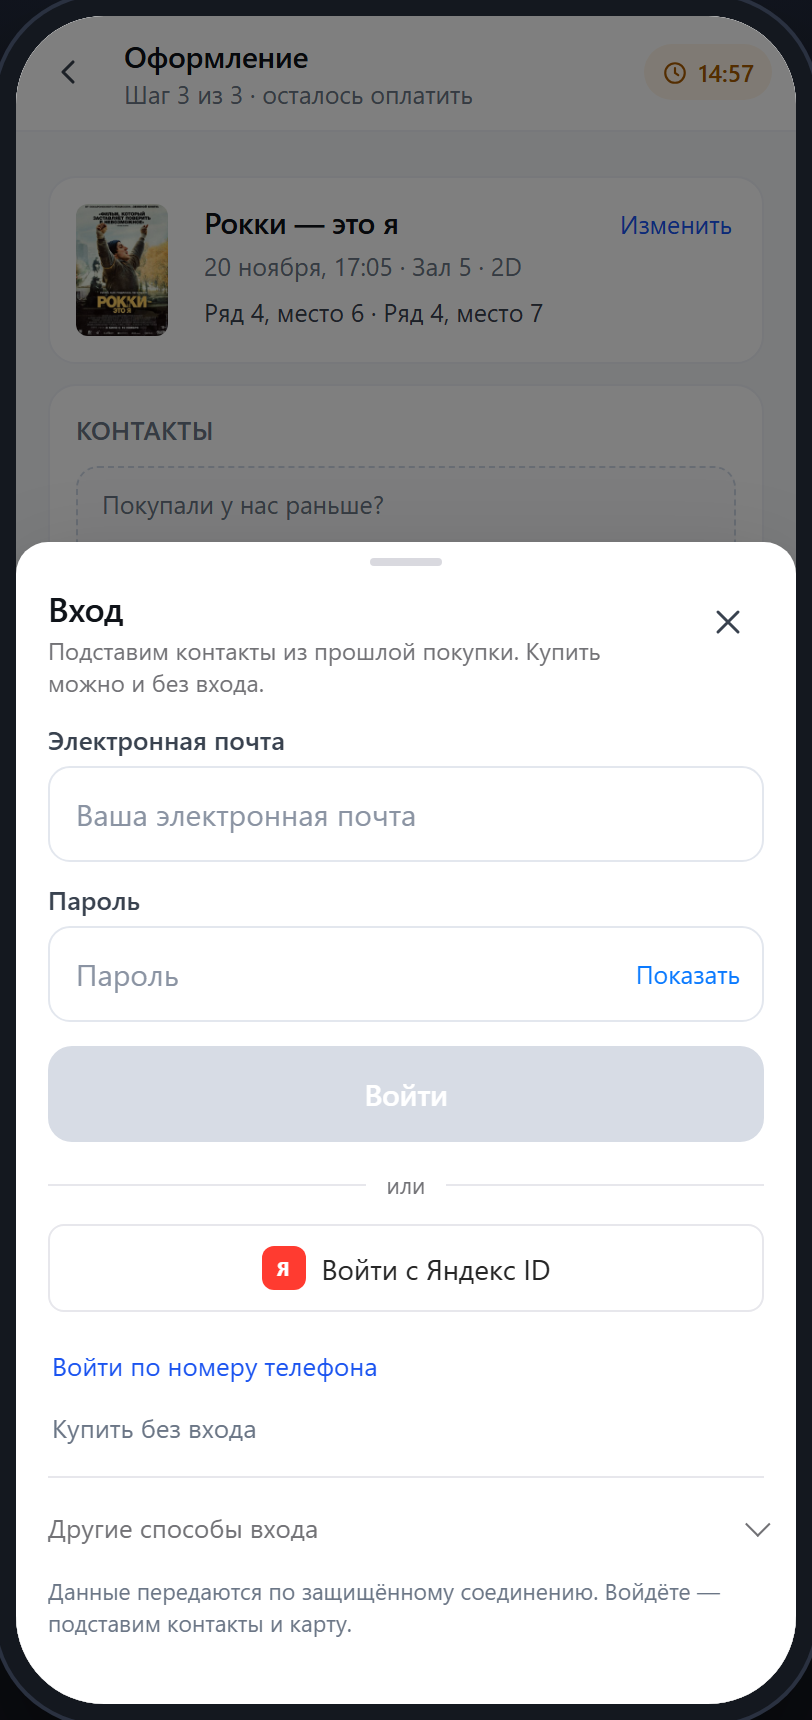 Оформление
Шаг 3 из 3 · осталось оплатить
14:57
Рокки — это я
Изменить
20 ноября, 17:05 · Зал 5 · 2D
Ряд 4, место 6 · Ряд 4, место 7
РОККИ
ЭТО Я
КОНТАКТЫ
Покупали у нас раньше?
Вход
Подставим контакты из прошлой покупки. Купить
можно и без входа.
Электронная почта
Ваша электронная почта
Пароль
Пароль
Показать
Войти
или
Я Войти с Яндекс ID
Войти по номеру телефона
Купить без входа
Другие способы входа
Данные передаются по защищённому соединению. Войдёте —
подставим контакты и карту.